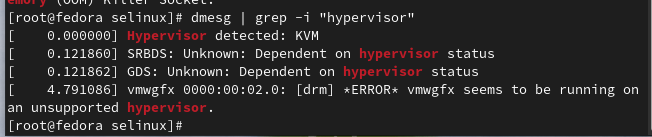 emory (OOM) Killer Socket.
[root@fedora selinux]# dmesg | grep -i "hypervisor"
[    0.000000] Hypervisor detected: KVM
[    0.121860] SRBDS: Unknown: Dependent on hypervisor status
[    0.121862] GDS: Unknown: Dependent on hypervisor status
[    4.791086] vmwgfx 0000:00:02.0: [drm] *ERROR* vmwgfx seems to be running on
an unsupported hypervisor.
[root@fedora selinux]#